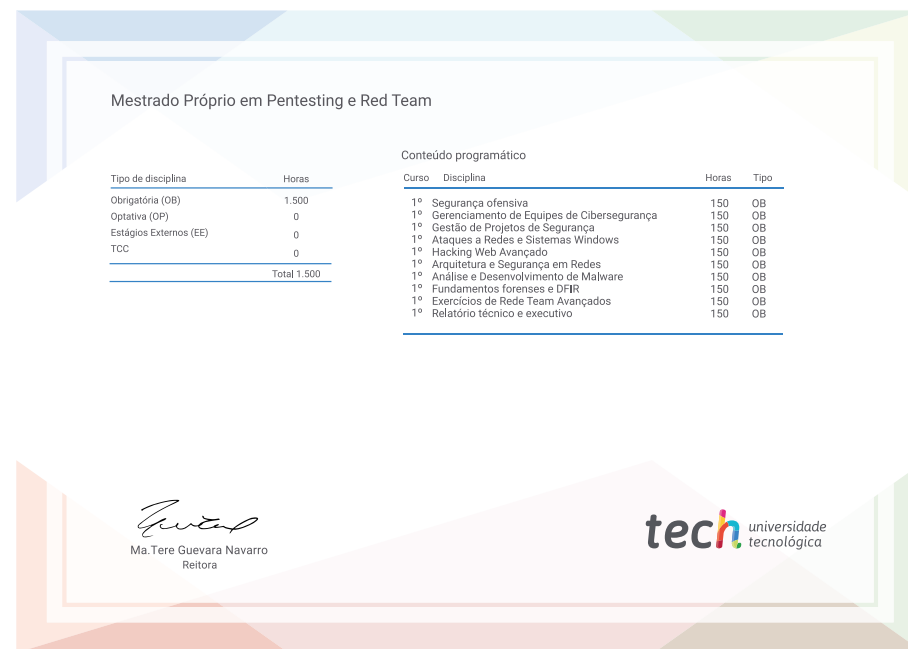 Mestrado Próprio em Pentesting e Red Team
Tipo de disciplina Horas
Obrigatória (OB) 1.500
Optativa (OP) 0
Estágios Externos (EE) 0
TCC 0
Total 1.500
Conteúdo programático
Curso Disciplina Horas Tipo
1º Segurança ofensiva 150 OB
1º Gerenciamento de Equipes de Cibersegurança 150 OB
1º Gestão de Projetos de Segurança 150 OB
1º Ataques a Redes e Sistemas Windows 150 OB
1º Hacking Web Avançado 150 OB
1º Arquitetura e Segurança em Redes 150 OB
1º Análise e Desenvolvimento de Malware 150 OB
1º Fundamentos forenses e DFIR 150 OB
1º Exercícios de Rede Team Avançados 150 OB
1º Relatório técnico e executivo 150 OB
Ma.Tere Guevara Navarro
Reitora
tech universidade
tecnológica